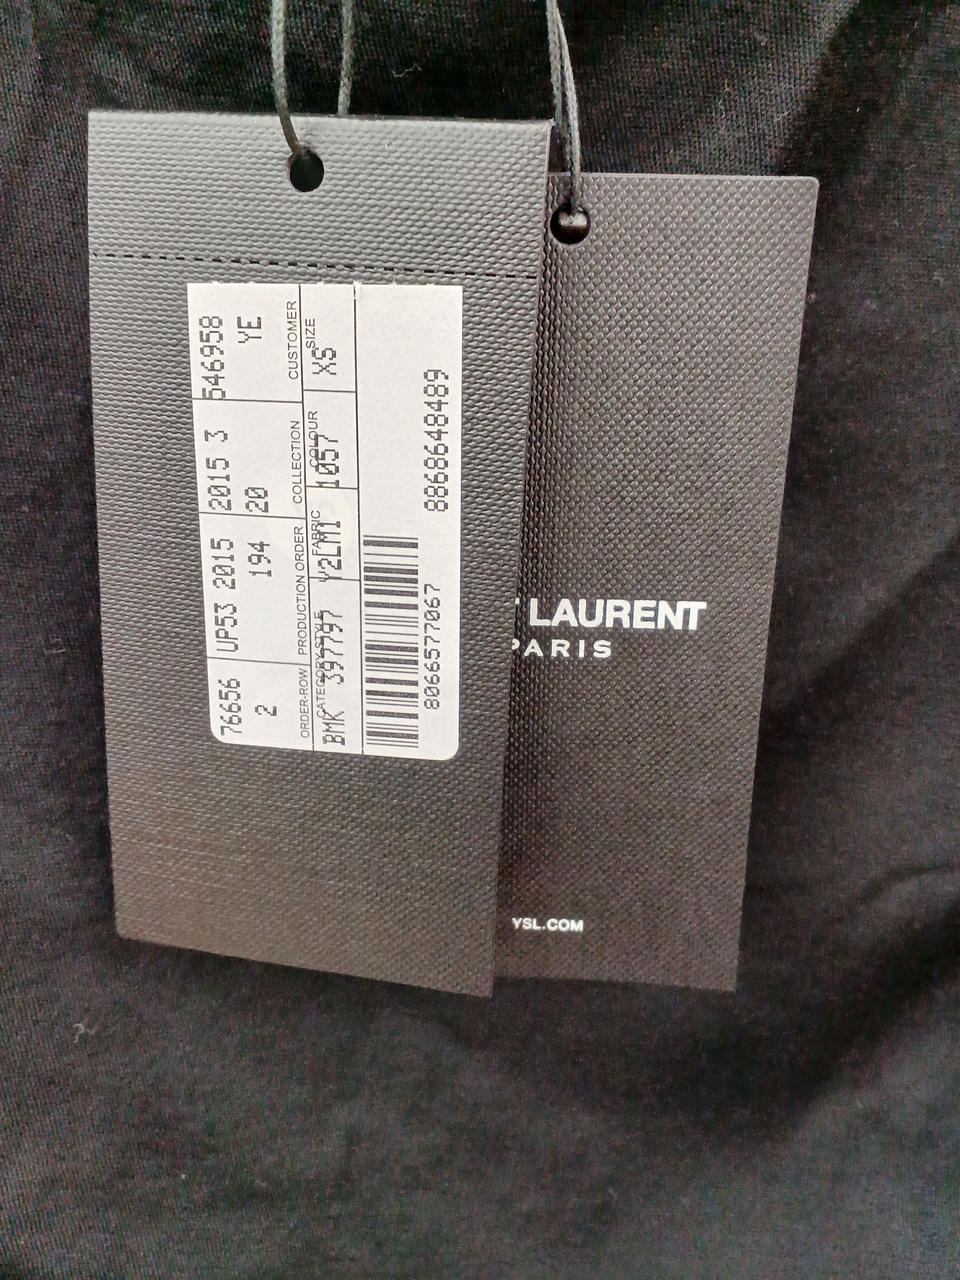 76656 UP53 2015 2015 3 546958
2 194 20 YE
ORDER-ROW PRODUCTION ORDER COLLECTION CUSTOMER
CATEGORY STYLE FABRIC COLOUR SIZE
BMK 397797 Y2LM1 1057 XS
8066577067 8868648489
T LAURENT
PARIS
YSL.COM